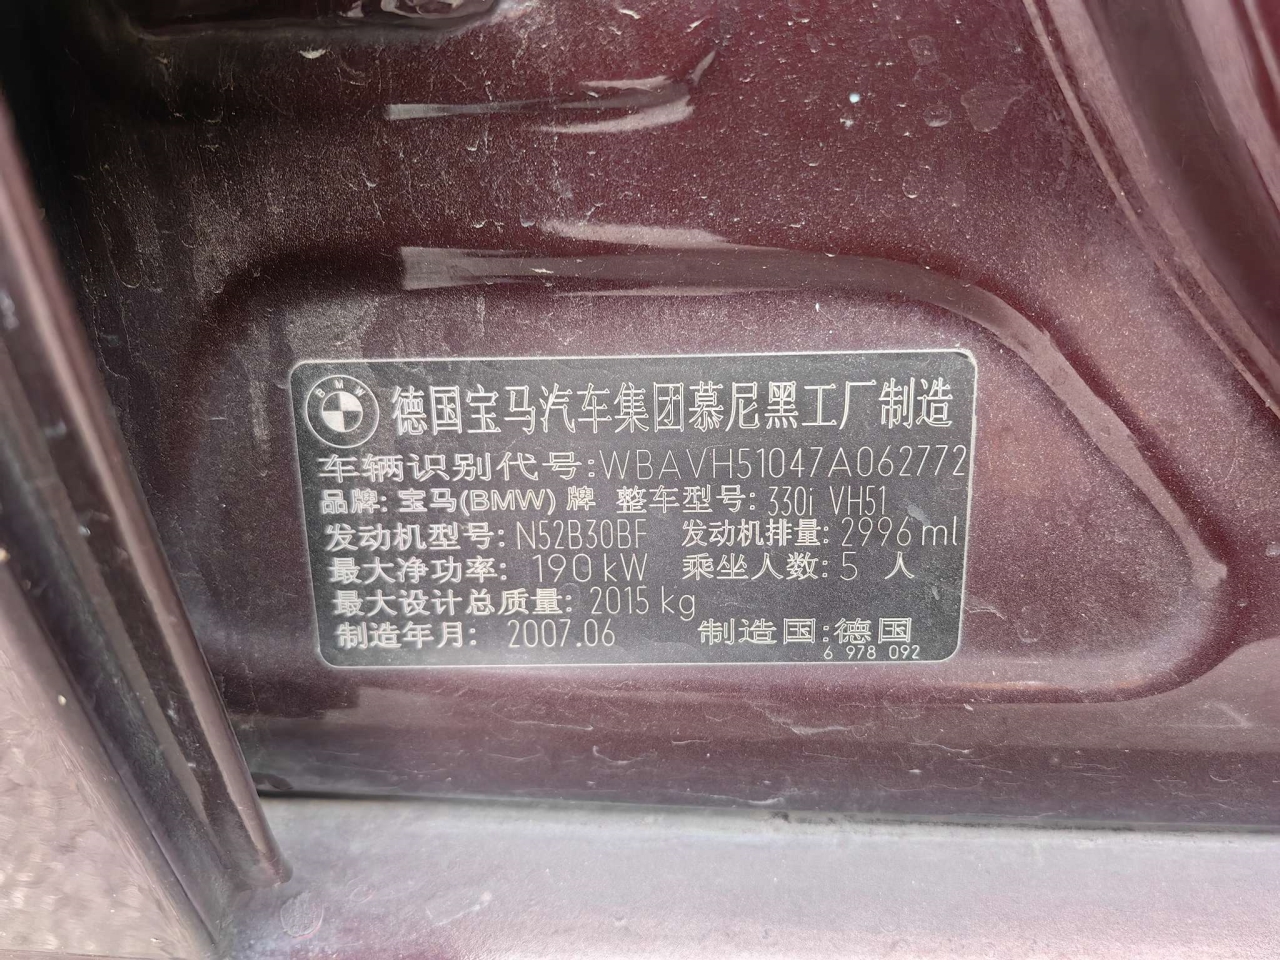 BMW 德国宝马汽车集团慕尼黑工厂制造
车辆识别代号:WBAVH51047A062772
品牌: 宝马(BMW) 牌 整车型号: 330i VH51
发动机型号: N52B30BF 发动机排量: 2996 ml
最大净功率: 190 kW 乘坐人数: 5 人
最大设计总质量: 2015 kg
制造年月: 2007.06 制造国:德国
6 978 092